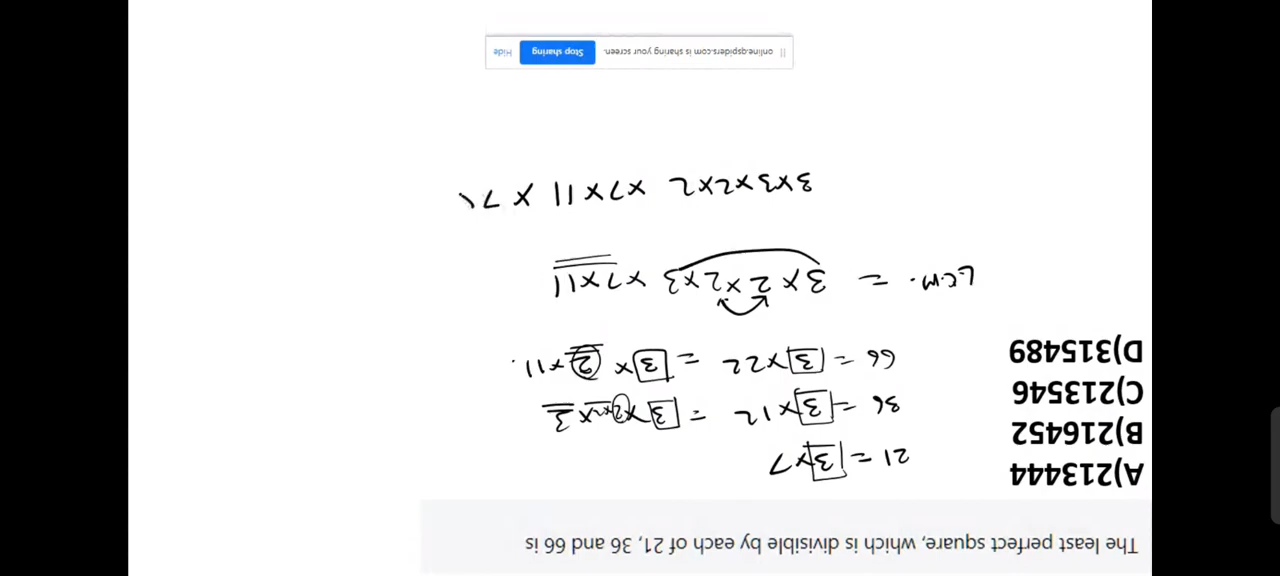 The least perfect square, which is divisible by each of 21, 36 and 66 is
A)213444
B)216452
C)213546
D)315489
21 = 3×7
36 = 3×12 = 3×2×2×3
66 = 3×22 = 3×2×11
L.C.M. = 3×2×2×3×7×11
3×3×2×2×7×11×7
online.qspiders.com is sharing your screen. Stop sharing Hide